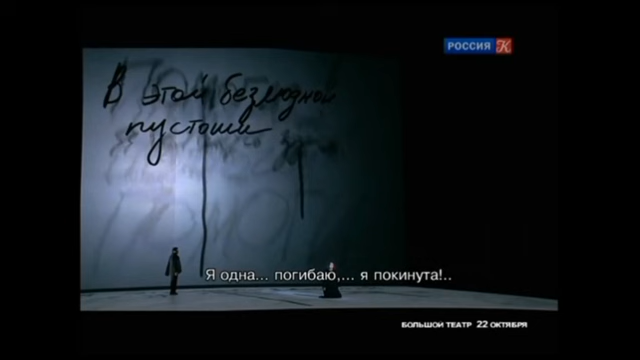 РОССИЯ К
В этой безлюдной
пустоши
Я одна... погибаю,... я покинута!..
БОЛЬШОЙ ТЕАТР 22 ОКТЯБРЯ